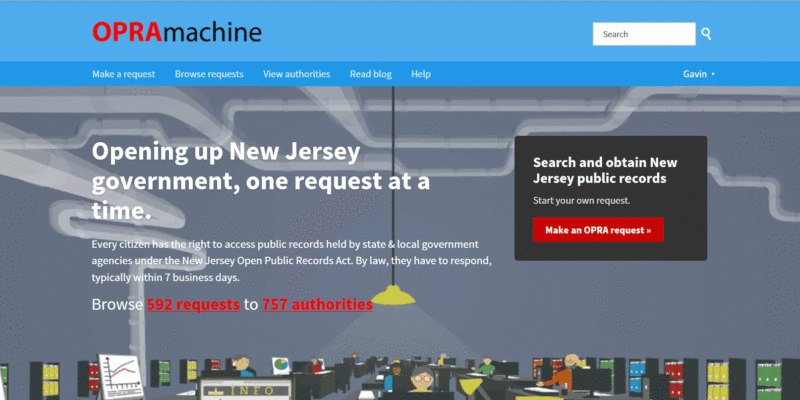 OPRAmachine
Search
Make a request Browse requests View authorities Read blog Help Gavin
Opening up New Jersey
government, one request at a
time.
Every citizen has the right to access public records held by state & local government
agencies under the New Jersey Open Public Records Act. By law, they have to respond,
typically within 7 business days.
Browse 592 requests to 757 authorities
Search and obtain New
Jersey public records
Start your own request.
Make an OPRA request »
INFO